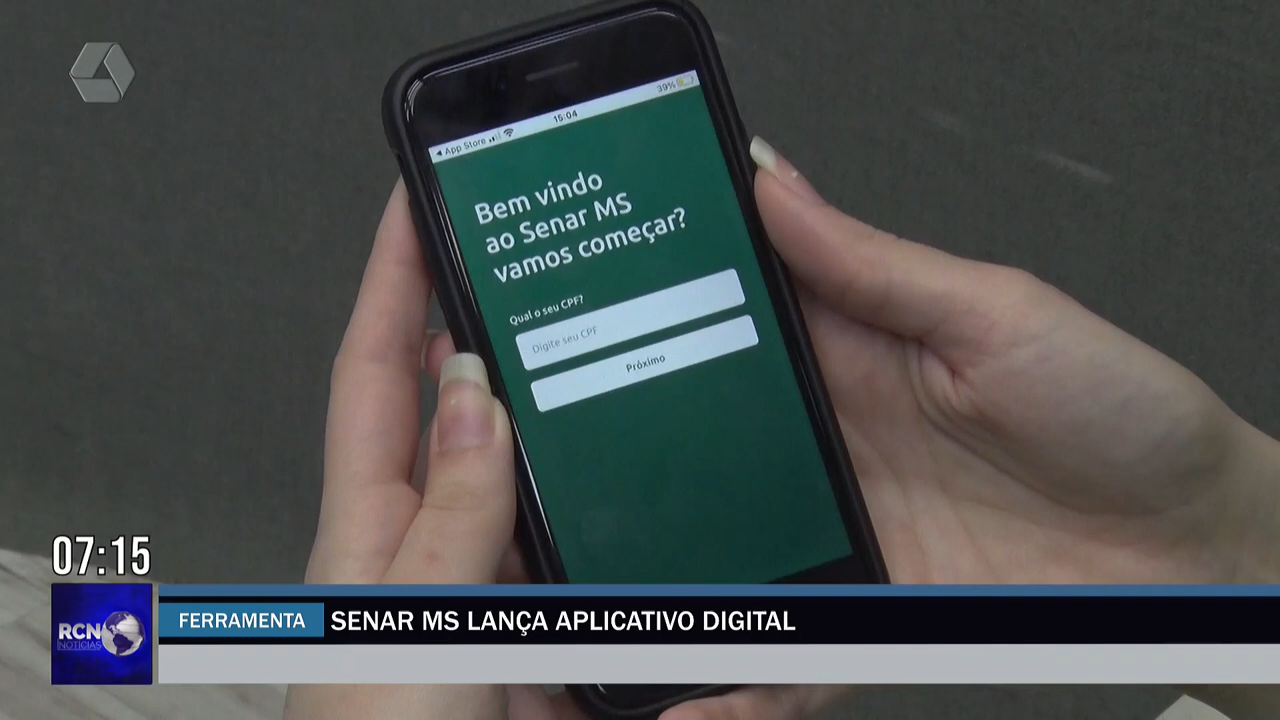 App Store
15:04
39%
Bem vindo
ao Senar MS
vamos começar?
Qual o seu CPF?
Digite seu CPF
Próximo
07:15
RCN
NOTÍCIAS
FERRAMENTA
SENAR MS LANÇA APLICATIVO DIGITAL